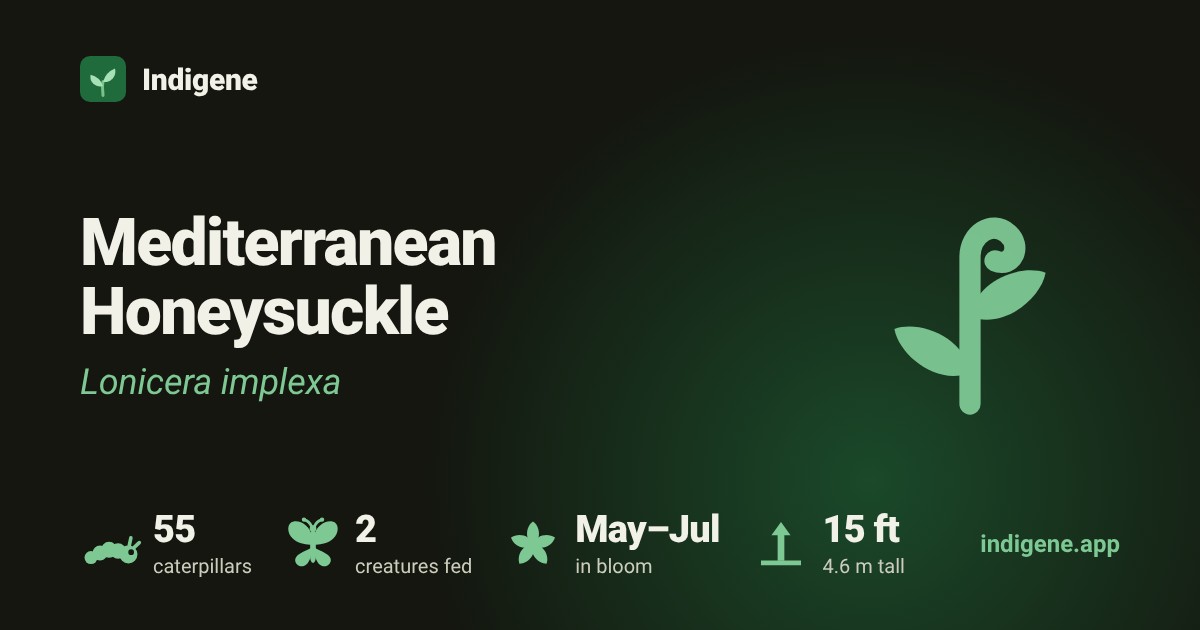 Indigene
Mediterranean
Honeysuckle
Lonicera implexa
55
caterpillars
2
creatures fed
May–Jul
in bloom
15 ft
4.6 m tall
indigene.app